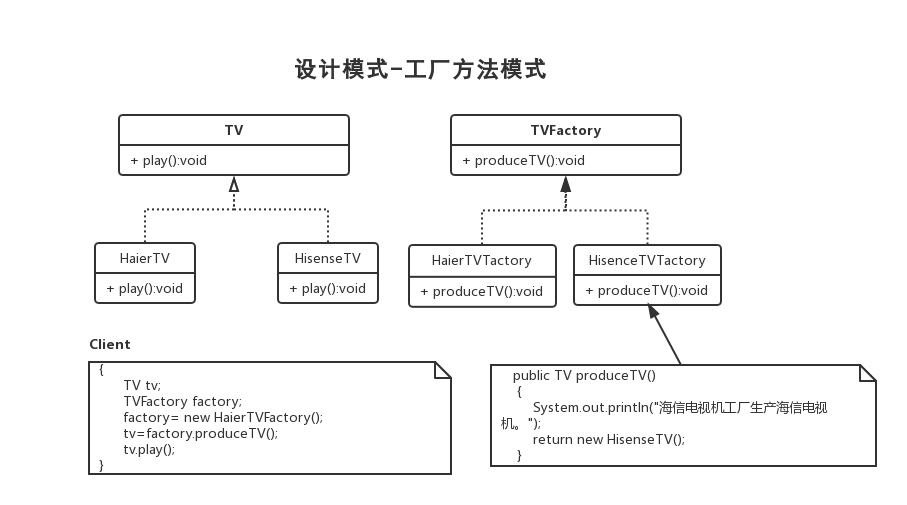 设计模式-工厂方法模式
TV
+ play():void
TVFactory
+ produceTV():void
HaierTV
+ play():void
HisenseTV
+ play():void
HaierTVTactory
+ produceTV():void
HisenceTVTactory
+ produceTV():void
Client
{
TV tv;
TVFactory factory;
factory= new HaierTVFactory();
tv=factory.produceTV();
tv.play();
}
public TV produceTV()
{
System.out.println("海信电视机工厂生产海信电视
机。");
return new HisenseTV();
}